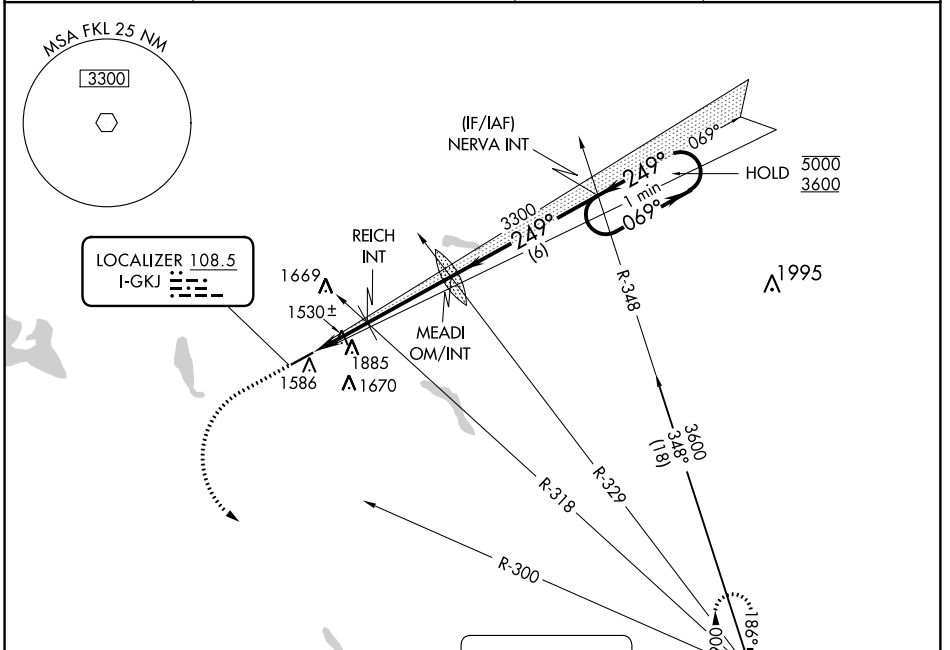 MSA FKL 25 NM
3300
(IF/IAF)
NERVA INT
069°
249°
1 min
069°
HOLD
5000
3600
3300
249°
(6)
REICH
INT
LOCALIZER 108.5
I-GKJ
1669
1530±
MEADI
OM/INT
1885
1586
1670
1995
R-348
3600
348°
(18)
R-329
R-318
R-300
186°